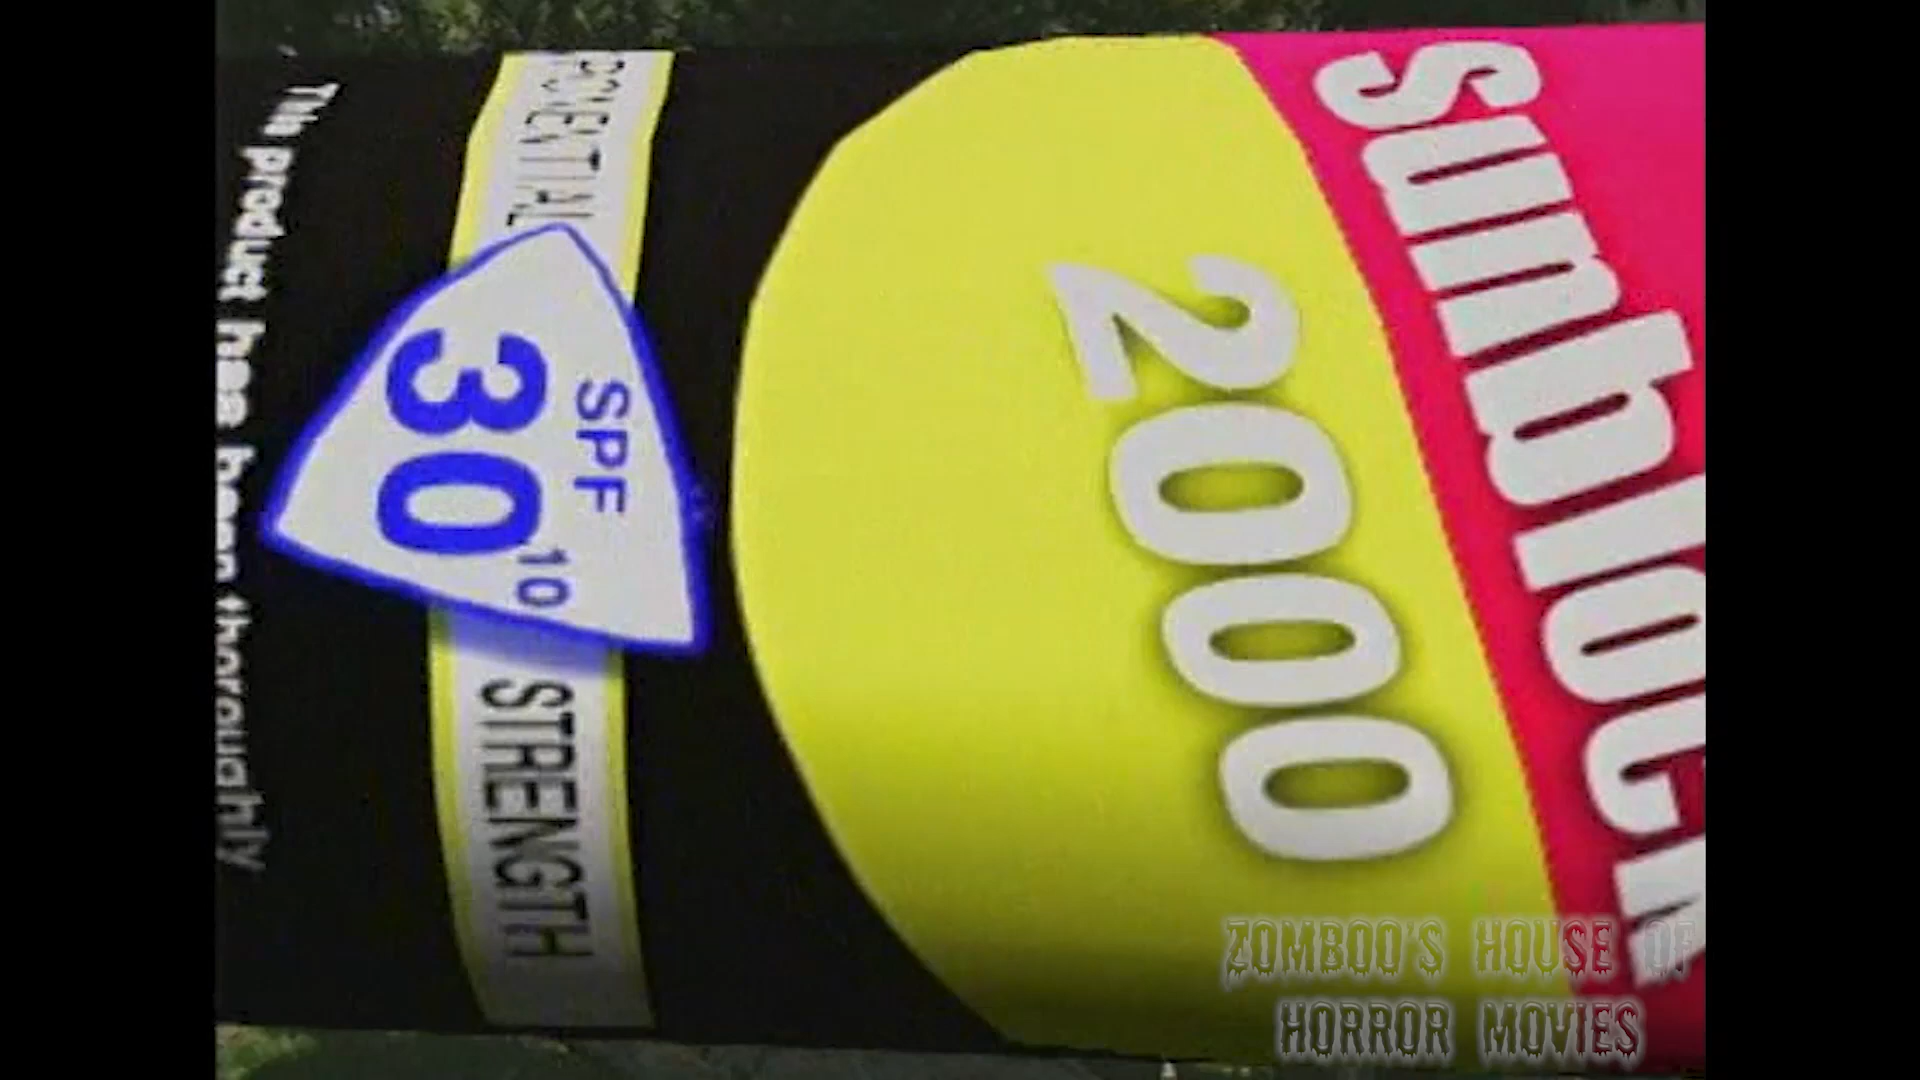 Sunblock
2000
SPF
30¹⁰
STRENGTH
This product has been thoroughly
ZOMBOO'S HOUSE OF
HORROR MOVIES